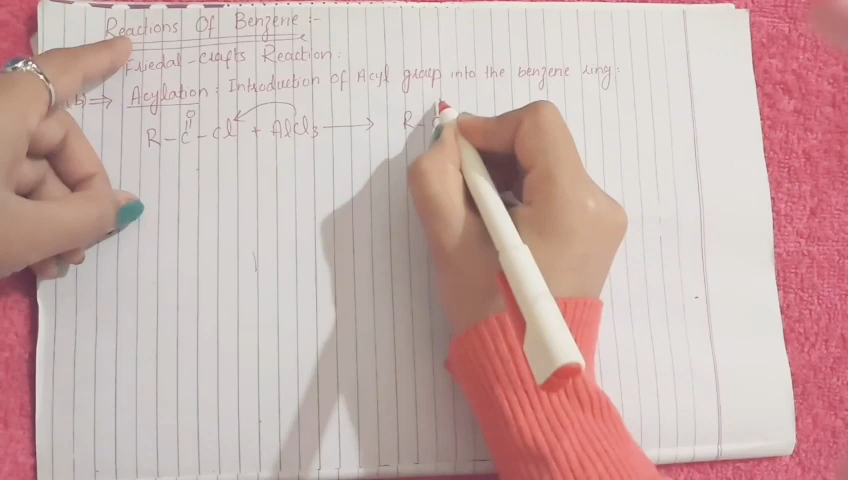 Reactions Of Benzene :-
Friedal-crafts Reaction :
b) ⇒ Acylation : Introduction of Acyl group into the benzene ring :
O
R - C - Cl + AlCl3 ⟶ R -